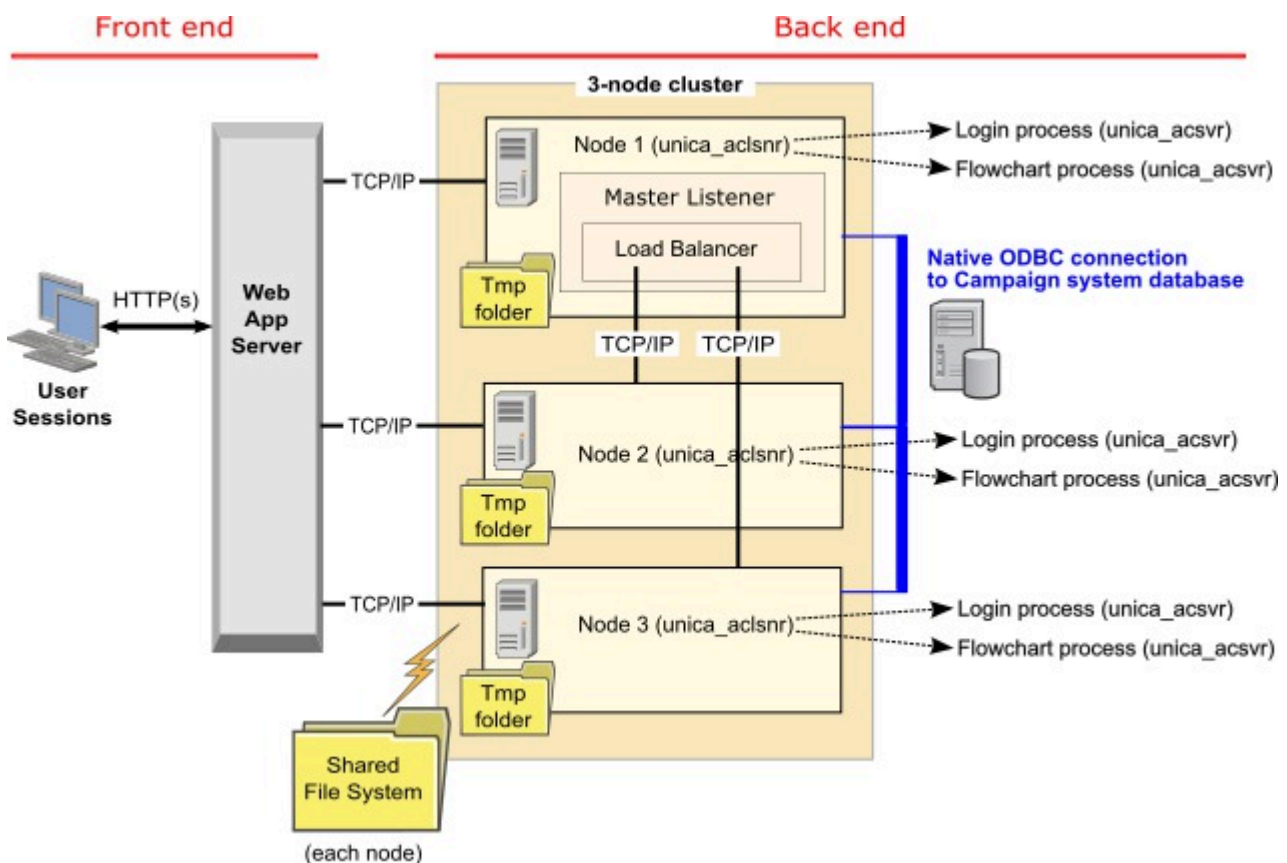 Front end
Back end
3-node cluster
Node 1 (unica_aclsnr)
Login process (unica_acsvr)
Flowchart process (unica_acsvr)
TCP/IP
Master Listener
Load Balancer
Tmp
folder
Native ODBC connection
to Campaign system database
HTTP(s)
Web
App
Server
User
Sessions
TCP/IP
TCP/IP
TCP/IP
Node 2 (unica_aclsnr)
Login process (unica_acsvr)
Flowchart process (unica_acsvr)
Tmp
folder
TCP/IP
Node 3 (unica_aclsnr)
Login process (unica_acsvr)
Flowchart process (unica_acsvr)
Tmp
folder
Shared
File System
(each node)